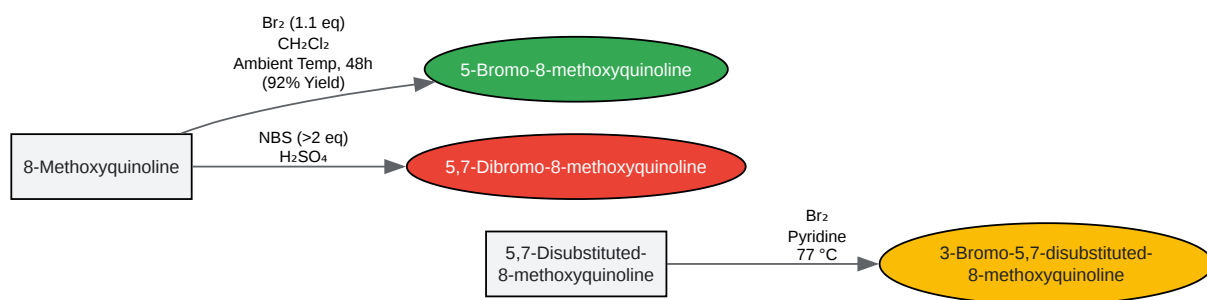 Br₂ (1.1 eq)
CH₂Cl₂
Ambient Temp, 48h
(92% Yield)
5-Bromo-8-methoxyquinoline
8-Methoxyquinoline
NBS (>2 eq)
H₂SO₄
5,7-Dibromo-8-methoxyquinoline
5,7-Disubstituted-
8-methoxyquinoline
Br₂
Pyridine
77 °C
3-Bromo-5,7-disubstituted-
8-methoxyquinoline